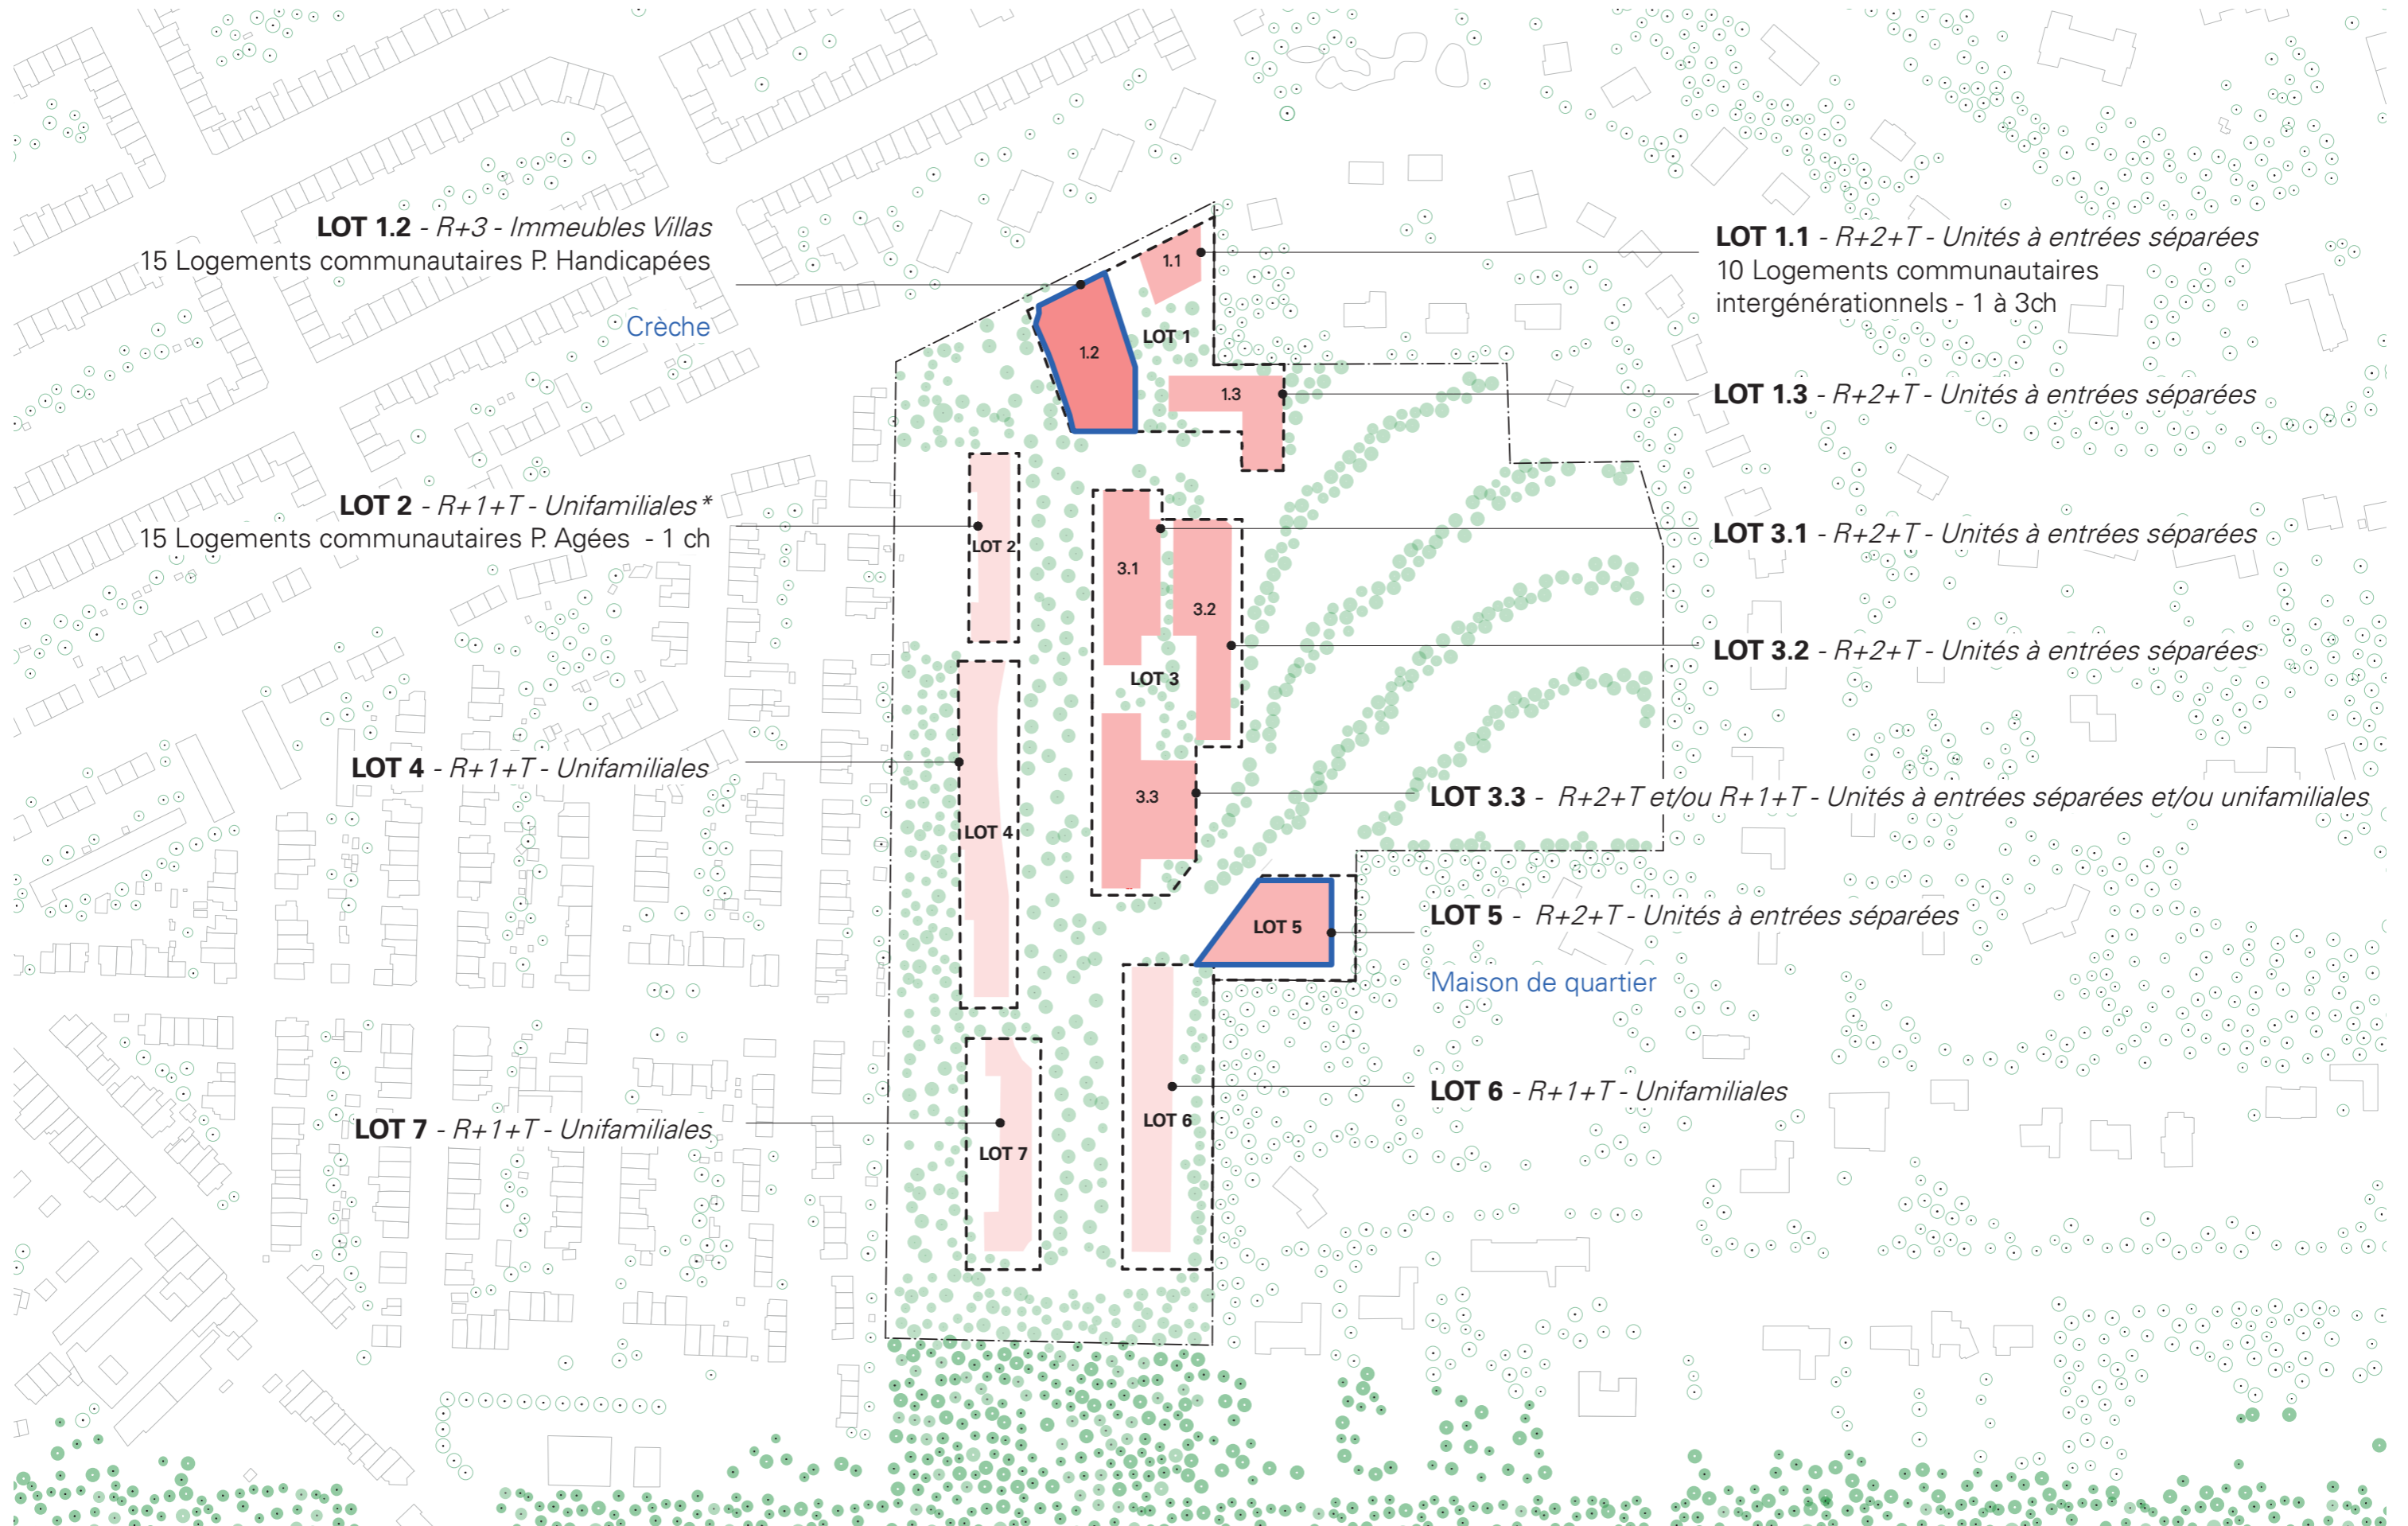 LOT 1.2 - R+3 - Immeubles Villas
15 Logements communautaires P. Handicapées
Crèche
LOT 2 - R+1+T - Unifamiliales*
15 Logements communautaires P. Agées - 1 ch
LOT 4 - R+1+T - Unifamiliales
LOT 7 - R+1+T - Unifamiliales
1.1
1.2
LOT 1
1.3
LOT 2
3.1
3.2
LOT 3
3.3
LOT 4
LOT 5
LOT 6
LOT 7
LOT 1.1 - R+2+T - Unités à entrées séparées
10 Logements communautaires
intergénérationnels - 1 à 3ch
LOT 1.3 - R+2+T - Unités à entrées séparées
LOT 3.1 - R+2+T - Unités à entrées séparées
LOT 3.2 - R+2+T - Unités à entrées séparées
LOT 3.3 - R+2+T et/ou R+1+T - Unités à entrées séparées et/ou unifamiliales
LOT 5 - R+2+T - Unités à entrées séparées
Maison de quartier
LOT 6 - R+1+T - Unifamiliales